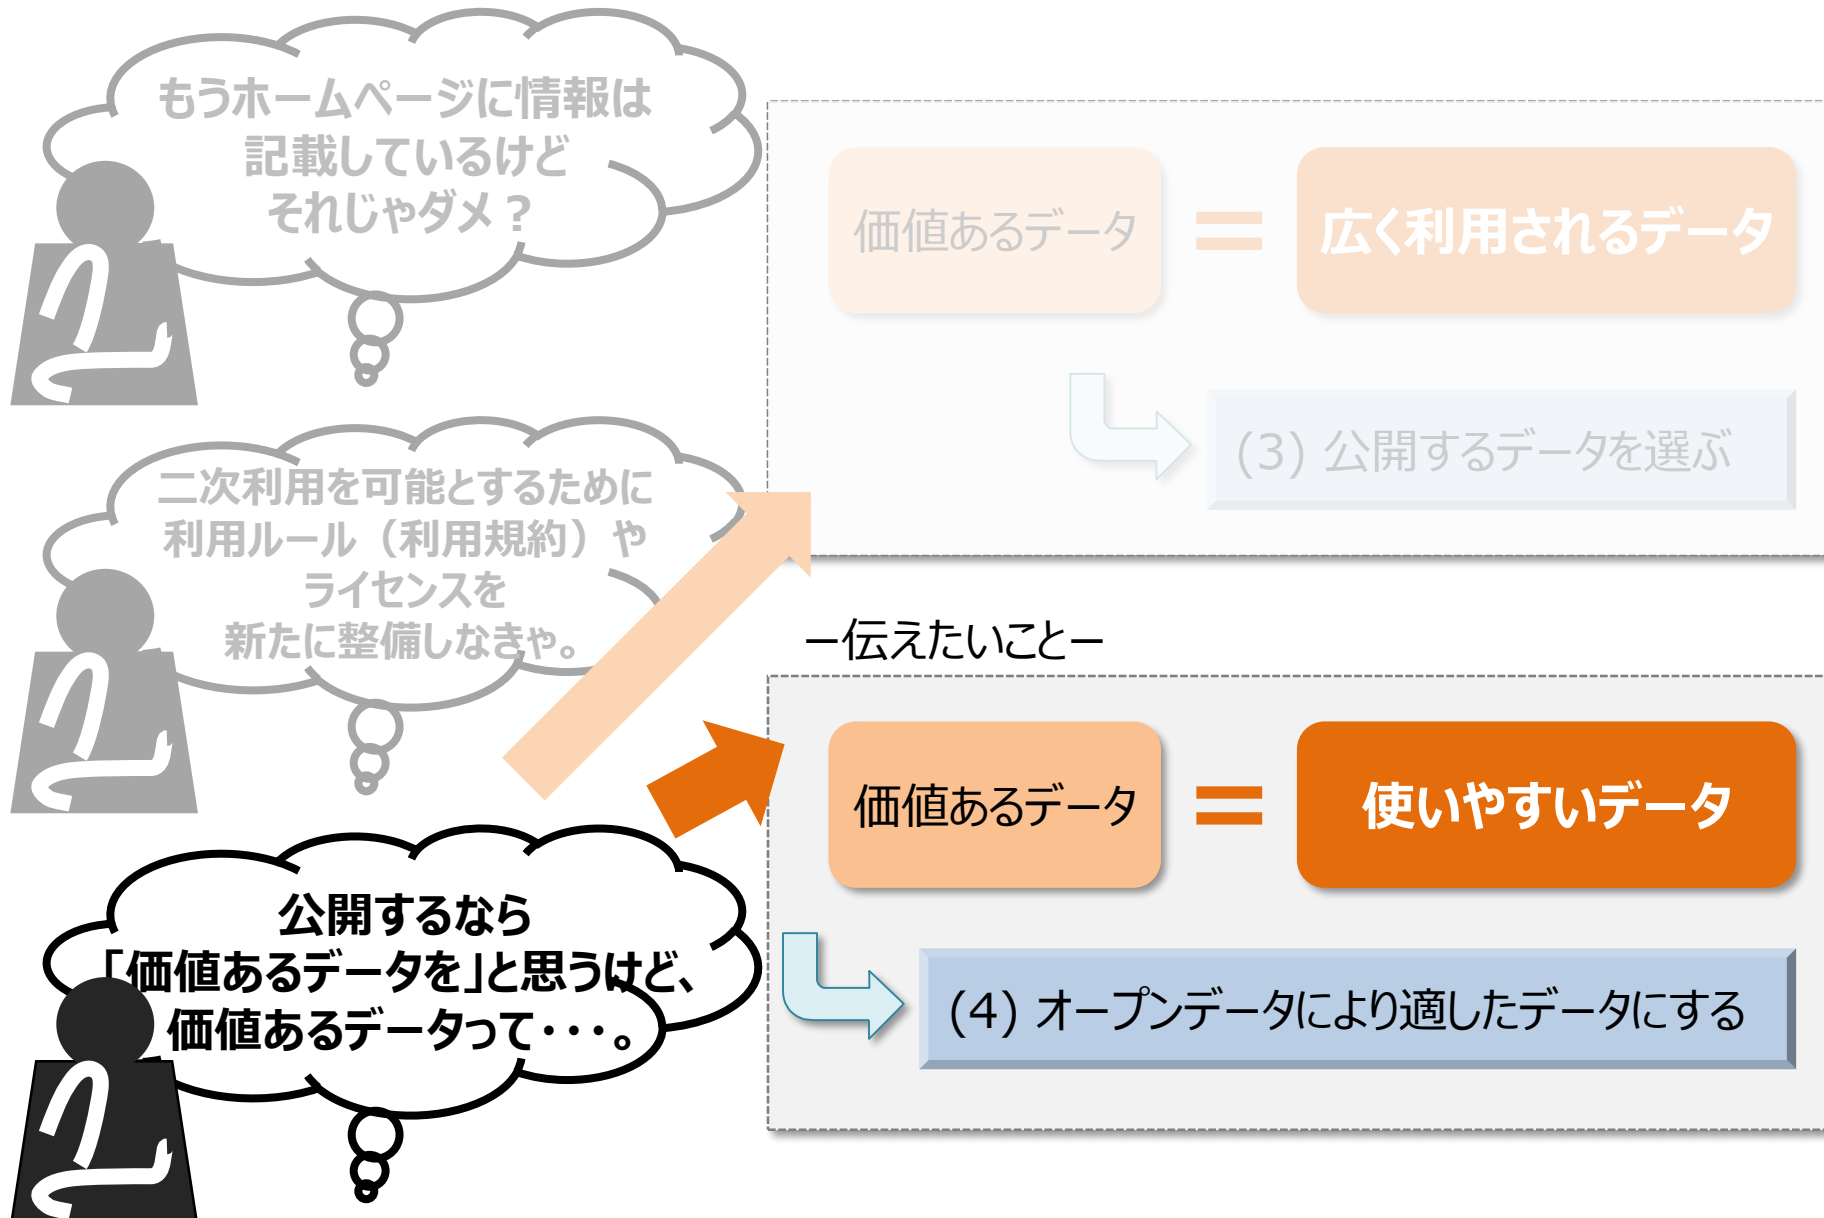 もうホームページに情報は
記載しているけど
それじゃダメ？
価値あるデータ
＝
広く利用されるデータ
(3) 公開するデータを選ぶ
二次利用を可能とするために
利用ルール（利用規約）や
ライセンスを
新たに整備しなきゃ。
ー伝えたいことー
価値あるデータ
＝
使いやすいデータ
(4) オープンデータにより適したデータにする
公開するなら
「価値あるデータを」と思うけど、
価値あるデータって・・・。